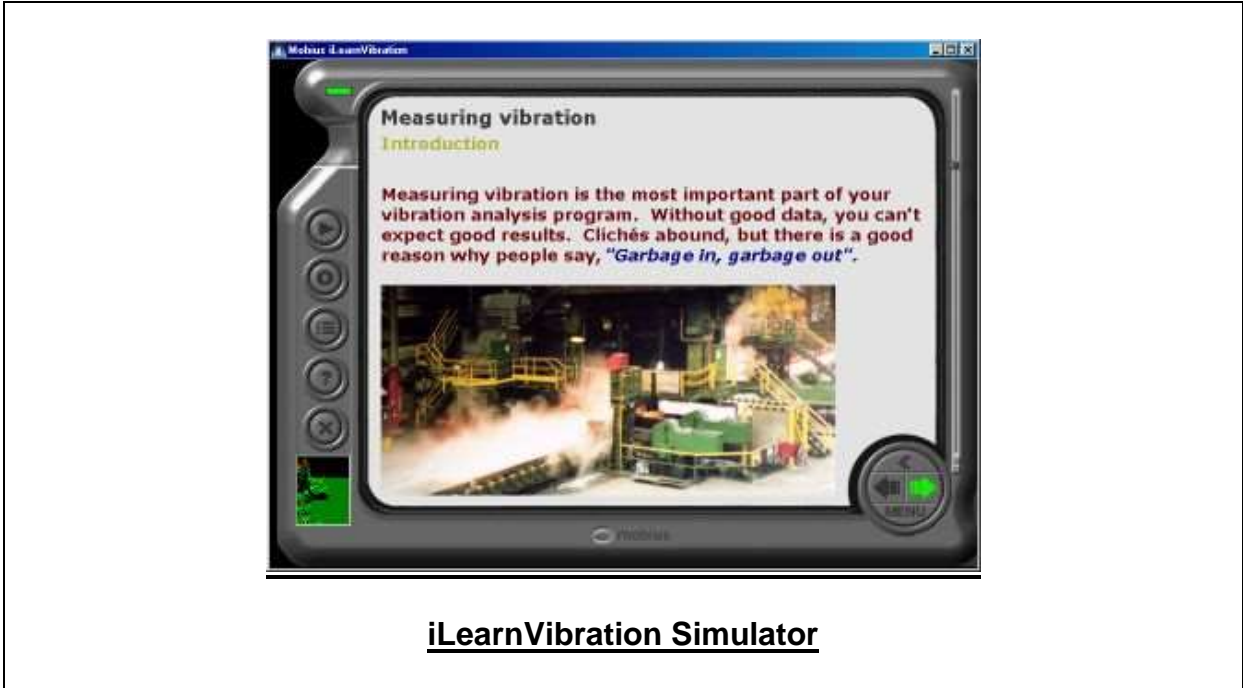 Mobius iLearnVibration
Measuring vibration
Introduction
Measuring vibration is the most important part of your
vibration analysis program. Without good data, you can't
expect good results. Clichés abound, but there is a good
reason why people say, "Garbage in, garbage out".
MENU
mobius
iLearnVibration Simulator